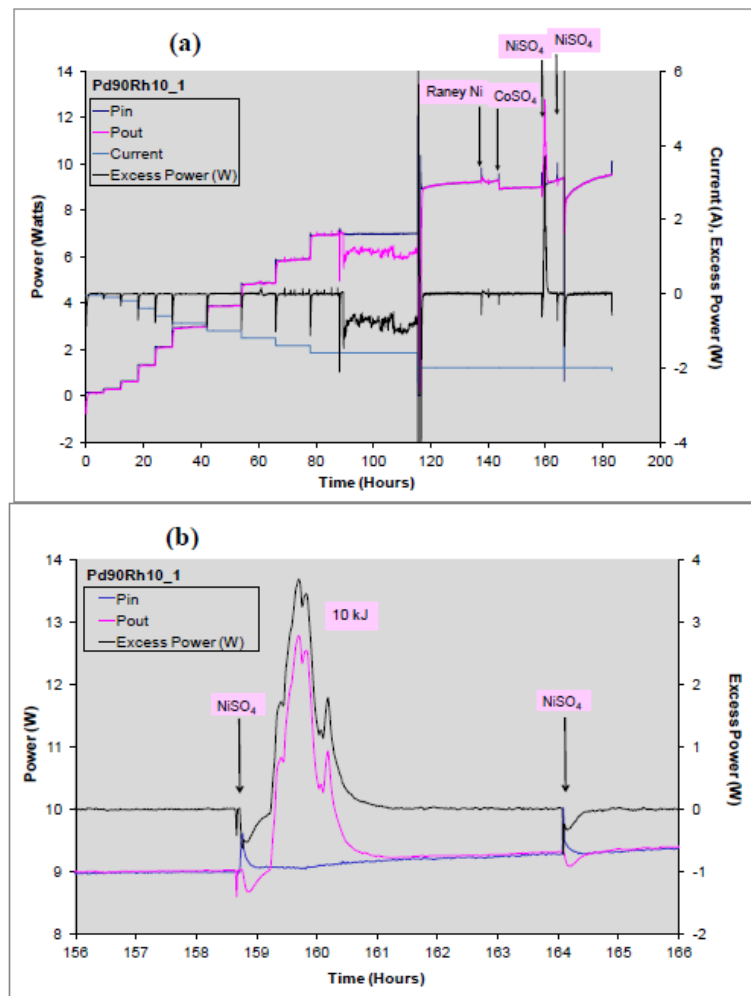 (a)
NiSO4
NiSO4
Pd90Rh10_1
Pin
Pout
Current
Excess Power (W)
Raney Ni
CoSO4
Power (Watts)
14
12
10
8
6
4
2
0
-2
Current (A), Excess Power (W)
6
4
2
0
-2
-4
0 20 40 60 80 100 120 140 160 180 200
Time (Hours)
(b)
Pd90Rh10_1
Pin
Pout
Excess Power (W)
10 kJ
NiSO4
NiSO4
Power (W)
14
13
12
11
10
9
8
Excess Power (W)
4
3
2
1
0
-1
-2
156 157 158 159 160 161 162 163 164 165 166
Time (Hours)